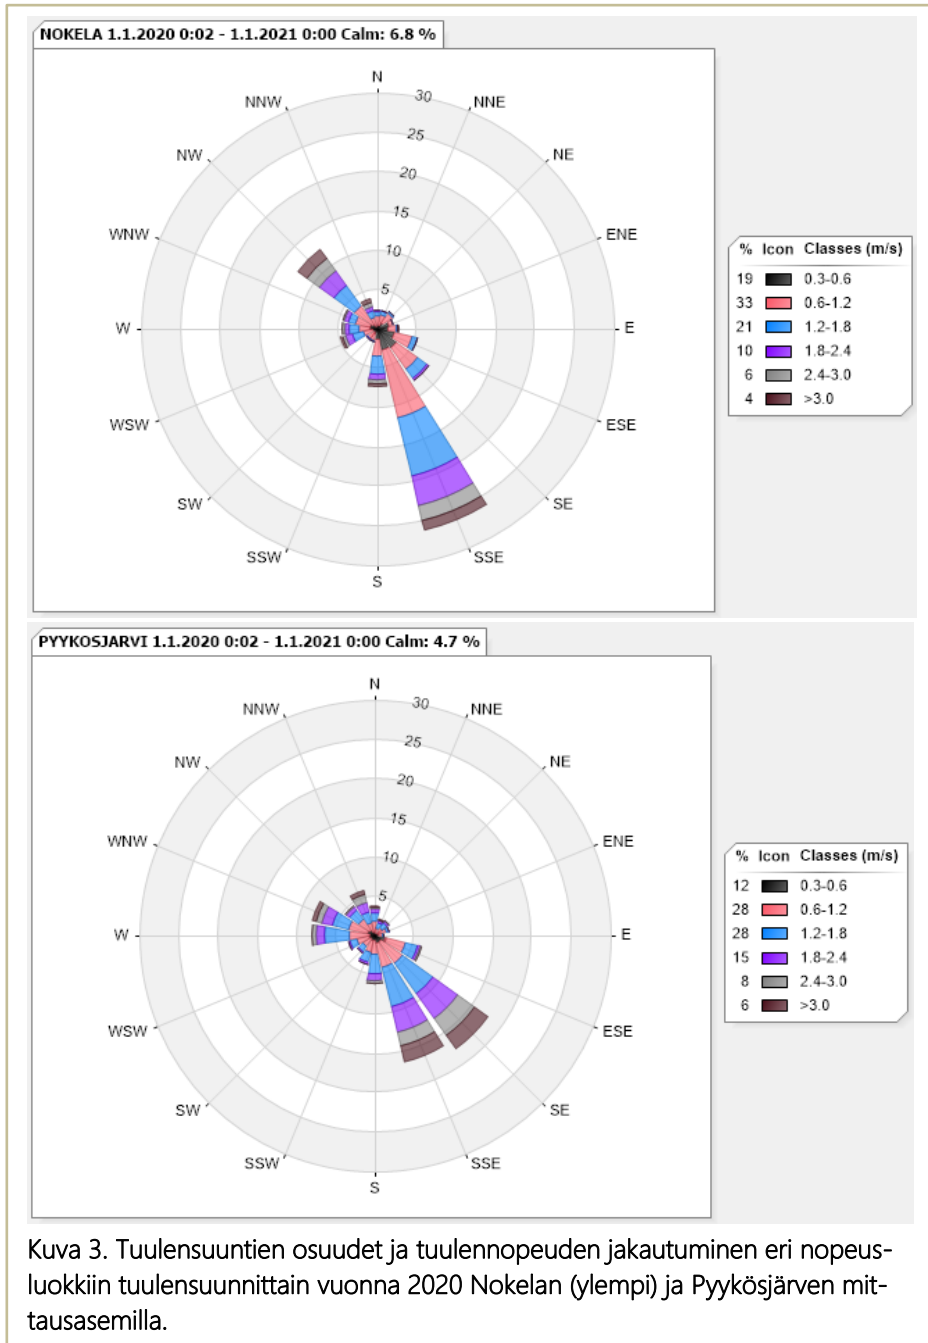 NOKELA 1.1.2020 0:02 - 1.1.2021 0:00 Calm: 6.8 %
N
NNW
30
NNE
25
NW
NE
20
15
WNW
ENE
10
5
W
E
WSW
ESE
SW
SE
SSW
SSE
S
% Icon Classes (m/s)
19 0.3-0.6
33 0.6-1.2
21 1.2-1.8
10 1.8-2.4
6 2.4-3.0
4 >3.0
PYYKOSJARVI 1.1.2020 0:02 - 1.1.2021 0:00 Calm: 4.7 %
N
NNW
30
NNE
25
NW
NE
20
15
WNW
ENE
10
5
W
E
WSW
ESE
SW
SE
SSW
SSE
S
% Icon Classes (m/s)
12 0.3-0.6
28 0.6-1.2
28 1.2-1.8
15 1.8-2.4
8 2.4-3.0
6 >3.0
Kuva 3. Tuulensuuntien osuudet ja tuulennopeuden jakautuminen eri nopeus-
luokkiin tuulensuunnittain vuonna 2020 Nokelan (ylempi) ja Pyykösjärven mit-
tausasemilla.